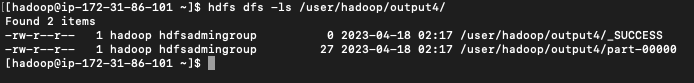 [[hadoop@ip-172-31-86-101 ~]$ hdfs dfs -ls /user/hadoop/output4/
Found 2 items
-rw-r--r--   1 hadoop hdfsadmingroup          0 2023-04-18 02:17 /user/hadoop/output4/_SUCCESS
-rw-r--r--   1 hadoop hdfsadmingroup         27 2023-04-18 02:17 /user/hadoop/output4/part-00000
[hadoop@ip-172-31-86-101 ~]$